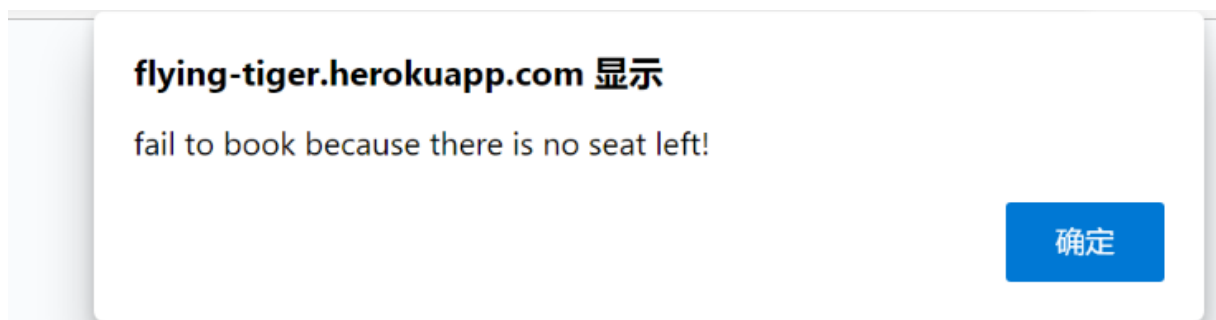 flying-tiger.herokuapp.com 显示
fail to book because there is no seat left!
确定